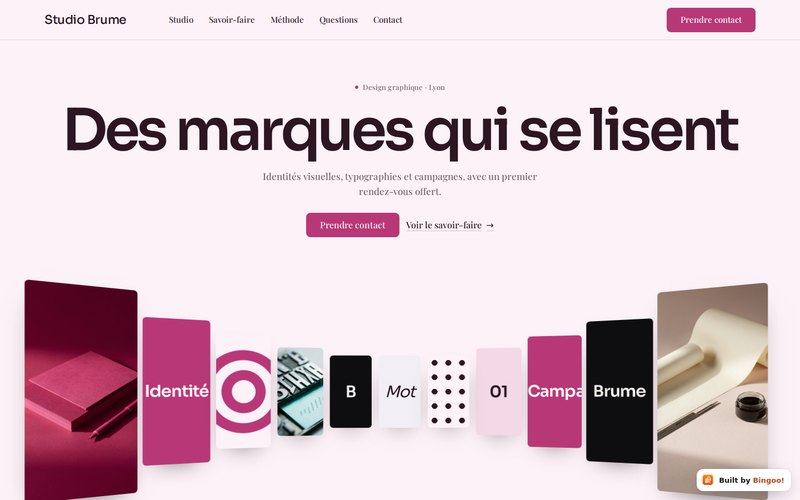 Studio Brume
Studio
Savoir-faire
Méthode
Questions
Contact
Prendre contact
Design graphique · Lyon
Des marques qui se lisent
Identités visuelles, typographies et campagnes, avec un premier
rendez-vous offert.
Prendre contact
Voir le savoir-faire →
Identité
B
Mot
01
Campa
Brume
Built by Bingoo!